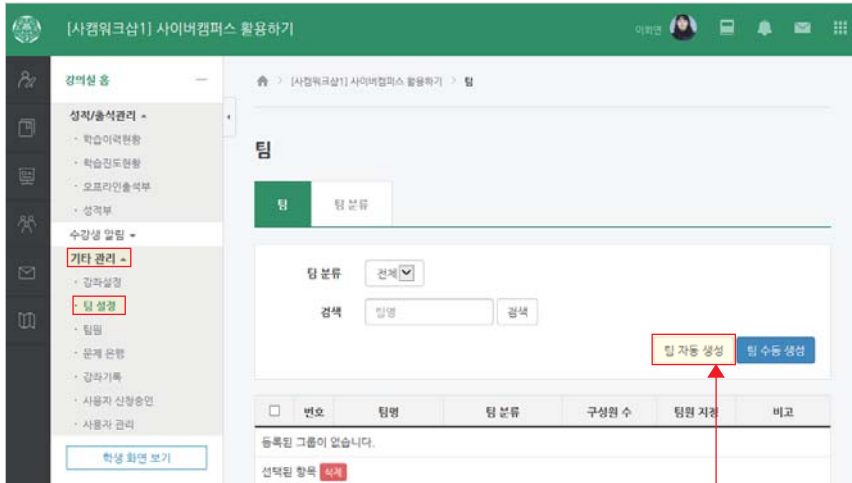 [사캠워크샵1] 사이버캠퍼스 활용하기
이희연
강의실 홈
[사캠워크샵1] 사이버캠퍼스 활용하기 > 팀
성적/출석관리
· 학습이력현황
· 학습진도현황
· 오프라인출석부
· 성적부
수강생 알림
기타 관리
· 강좌설정
· 팀 설정
· 팀원
· 문제 은행
· 강좌기록
· 사용자 신청승인
· 사용자 관리
학생 화면 보기
팀
팀
팀 분류
팀 분류
전체
검색
팀명
검색
팀 자동 생성
팀 수동 생성
번호 팀명 팀 분류 구성원 수 팀원 지정 비고
등록된 그룹이 없습니다.
선택된 항목 삭제